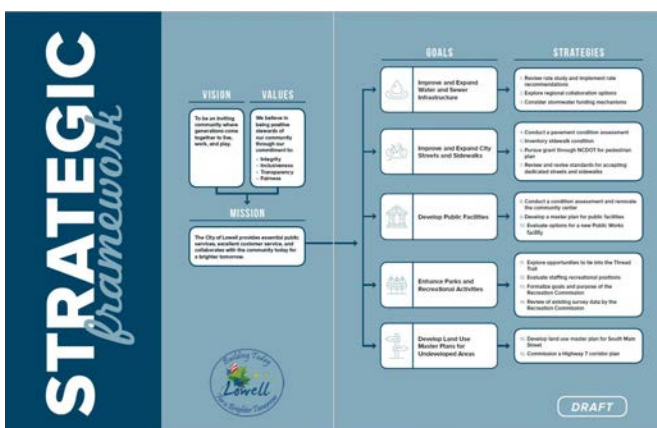 STRATEGIC
framework
VISION
To be an inviting
community where
generations come
together to live,
work, and play.
VALUES
We believe in
being positive
stewards of
our community
through our
commitment to:
Integrity
Inclusiveness
Transparency
Fairness
MISSION
The City of Lowell provides essential public
services, excellent customer service, and
collaborates with the community today for
a brighter tomorrow.
Building Today
Lowell
For a Brighter Tomorrow
GOALS
STRATEGIES
Improve and Expand
Water and Sewer
Infrastructure
Review rate study and implement rate
recommendations
Explore regional collaboration options
Consider stormwater funding mechanisms
Improve and Expand City
Streets and Sidewalks
Conduct a pavement condition assessment
Inventory sidewalk condition
Pursue grant through NCDOT for pedestrian
plan
Review and revise standards for accepting
dedicated streets and sidewalks
Develop Public Facilities
Conduct a condition assessment and renovate
the community center
Develop a master plan for public facilities
Evaluate options for a new Public Works
facility
Enhance Parks and
Recreational Activities
Explore opportunities to tie into the Thread
Trail
Evaluate staffing recreational positions
Formalize goals and purpose of the
Recreation Commission
Review of existing survey data by the
Recreation Commission
Develop Land Use
Master Plans for
Undeveloped Areas
Develop land use master plan for South Main
Street
Commission a Highway 7 corridor plan
DRAFT